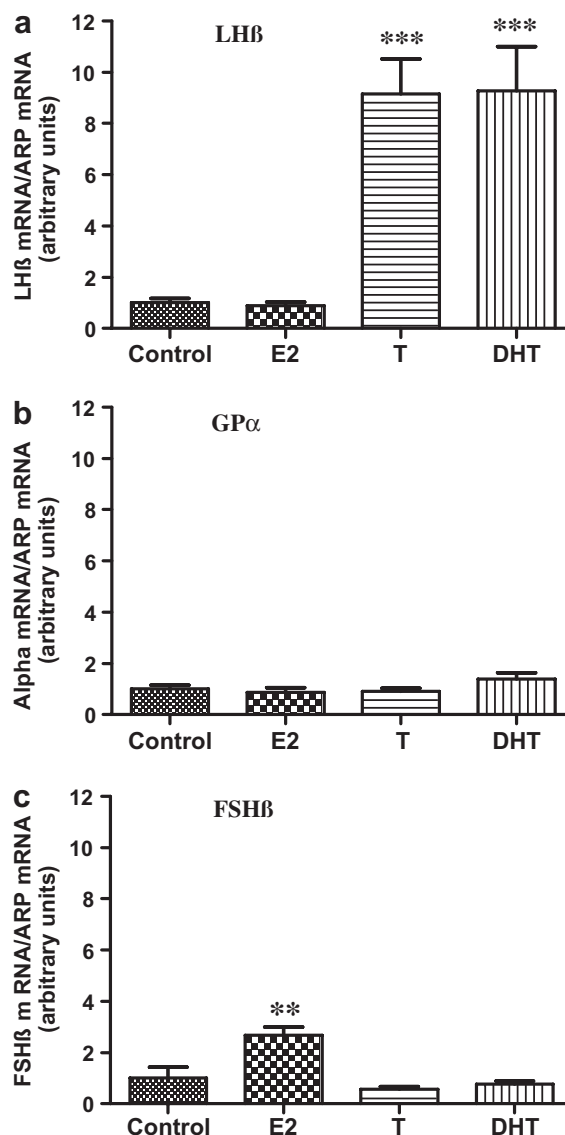 a
LHß
LHß mRNA/ARP mRNA
(arbitrary units)
12
10
8
6
4
2
0
***
***
Control
E2
T
DHT
b
GPα
Alpha mRNA/ARP mRNA
(arbitrary units)
12
10
8
6
4
2
0
Control
E2
T
DHT
c
FSHß
FSHß m RNA/ARP mRNA
(arbitrary units)
12
10
8
6
4
2
0
**
Control
E2
T
DHT